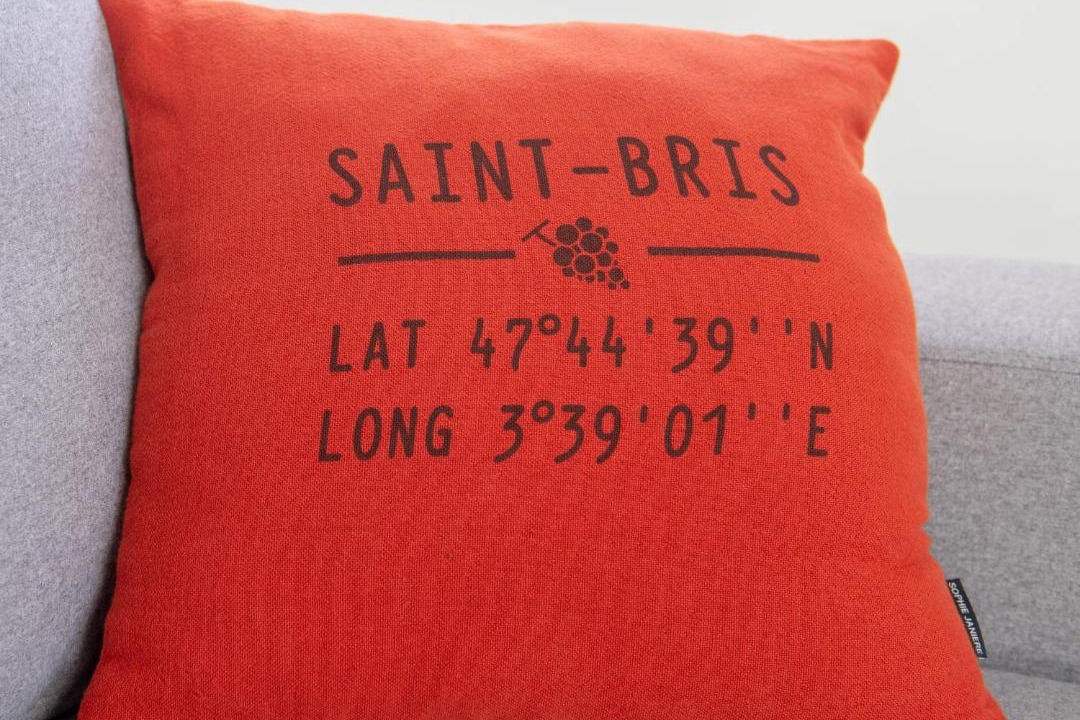 SAINT-BRIS
LAT 47°44'39''N
LONG 3°39'01''E
SOPHIE JANIERE